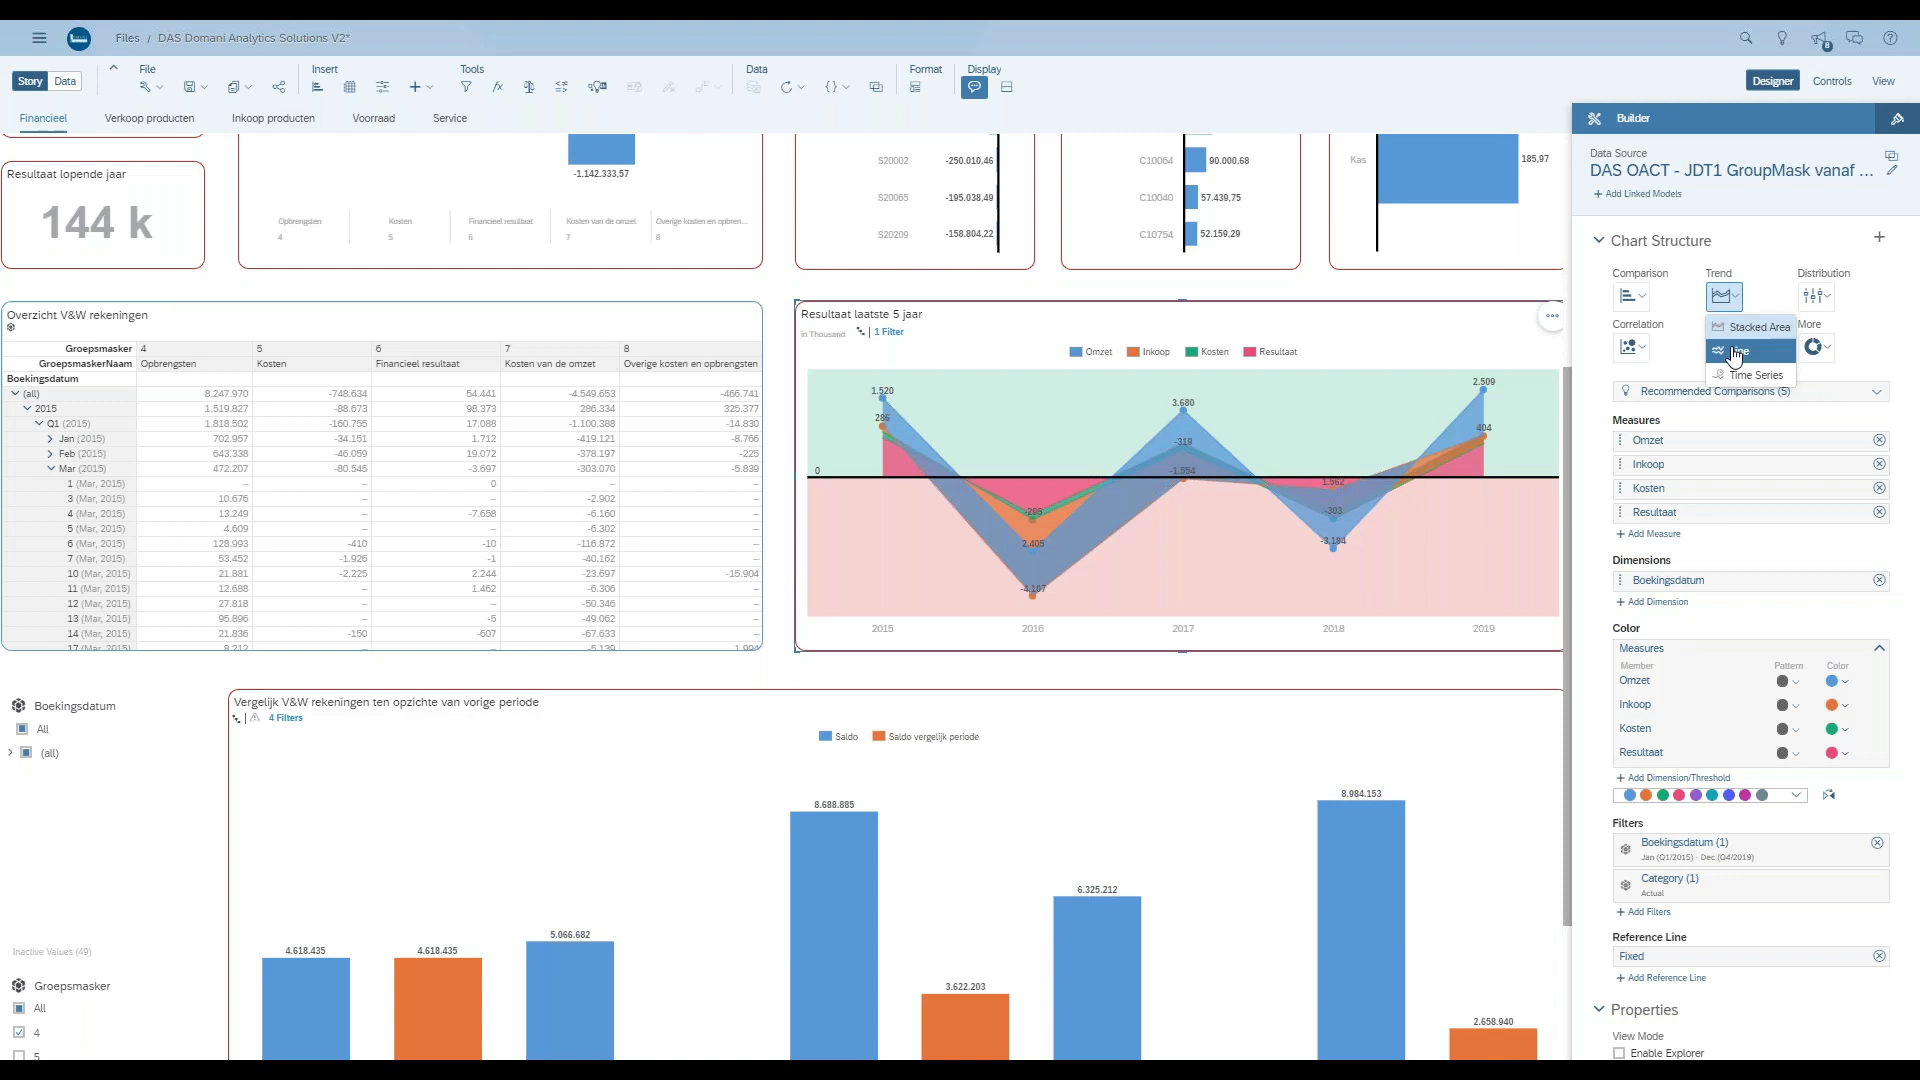 Files / DAS Domani Analytics Solutions V2*
8
Story Data
File Insert Tools Data Format Display
Designer Controls View
Financieel Verkoop producten Inkoop producten Voorraad Service
Builder
Data Source
DAS OACT - JDT1 GroupMask vanaf ...
+ Add Linked Models
Resultaat lopende jaar
144 k
-1.142.333,57
Opbrengsten Kosten Financieel resultaat Kosten van de omzet Overige kosten en opbren...
4 5 6 7 8
S20002 -250.010,46
S20065 -195.038,49
S20209 -158.804,22
C10064 90.000,68
C10040 57.439,75
C10754 52.159,29
Kas 185,97
Overzicht V&W rekeningen
Groepsmasker 4 5 6 7 8
GroepsmaskerNaam Opbrengsten Kosten Financieel resultaat Kosten van de omzet Overige kosten en opbrengsten
Boekingsdatum
(all) 8.247.970 -748.634 54.441 -4.549.653 -466.741
2015 1.519.827 -88.673 98.373 286.334 325.377
Q1 (2015) 1.818.502 -160.755 17.088 -1.100.388 -14.830
Jan (2015) 702.957 -34.151 1.712 -419.121 -8.766
Feb (2015) 643.338 -46.059 19.072 -378.197 -225
Mar (2015) 472.207 -80.545 -3.697 -303.070 -5.839
1 (Mar, 2015) – – 0 – –
3 (Mar, 2015) 10.676 – – -2.902 –
4 (Mar, 2015) 13.249 – -7.658 -6.160 –
5 (Mar, 2015) 4.609 – – -6.302 –
6 (Mar, 2015) 128.993 -410 -10 -116.872 –
7 (Mar, 2015) 53.452 -1.926 -1 -40.162 –
10 (Mar, 2015) 21.881 -2.225 2.244 -23.697 -15.904
11 (Mar, 2015) 12.688 – 1.462 -6.306 –
12 (Mar, 2015) 27.818 – – -50.346 –
13 (Mar, 2015) 95.896 – -5 -49.062 –
14 (Mar, 2015) 21.836 -150 -607 -67.633 –
17 (Mar, 2015) 8.212 – – -5.139 1.994
Resultaat laatste 5 jaar
in Thousand 1 Filter
Omzet Inkoop Kosten Resultaat
1.520
286
3.680
-319
-1.554
2.509
404
0
-285
2.405
-4.107
1.562
-303
-3.184
2015 2016 2017 2018 2019
Boekingsdatum
All
(all)
Inactive Values (49)
Groepsmasker
All
4
5
Vergelijk V&W rekeningen ten opzichte van vorige periode
4 Filters
Saldo Saldo vergelijk periode
4.618.435
4.618.435
5.066.682
8.688.885
3.622.203
6.325.212
8.984.153
2.658.940
Chart Structure
Comparison Trend Distribution
Correlation More
Stacked Area
Time Series
Recommended Comparisons (5)
Measures
Omzet
Inkoop
Kosten
Resultaat
+ Add Measure
Dimensions
Boekingsdatum
+ Add Dimension
Color
Measures
Member Pattern Color
Omzet
Inkoop
Kosten
Resultaat
+ Add Dimension/Threshold
Filters
Boekingsdatum (1)
Jan (Q1/2015) - Dec (Q4/2019)
Category (1)
Actual
+ Add Filters
Reference Line
Fixed
+ Add Reference Line
Properties
View Mode
Enable Explorer